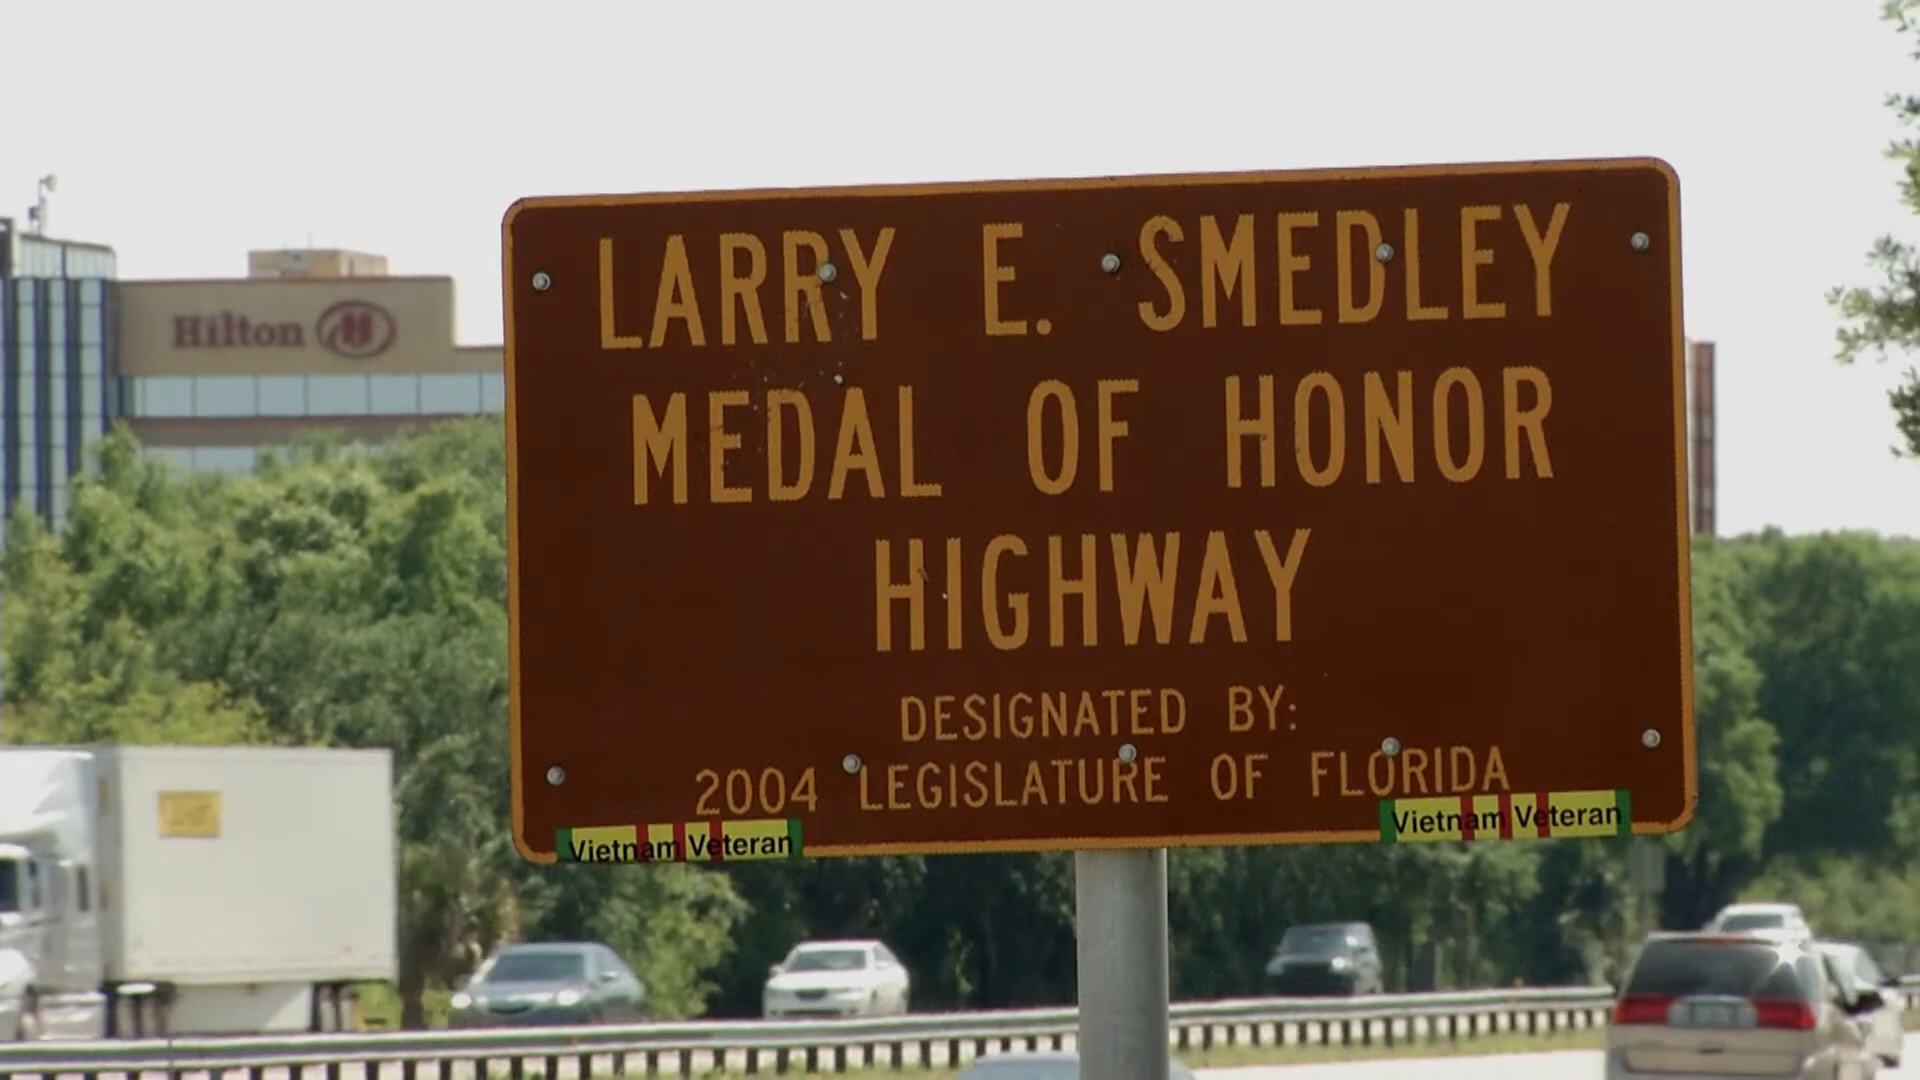 Hilton H
LARRY E. SMEDLEY
MEDAL OF HONOR
HIGHWAY
DESIGNATED BY:
2004 LEGISLATURE OF FLORIDA
Vietnam Veteran
Vietnam Veteran